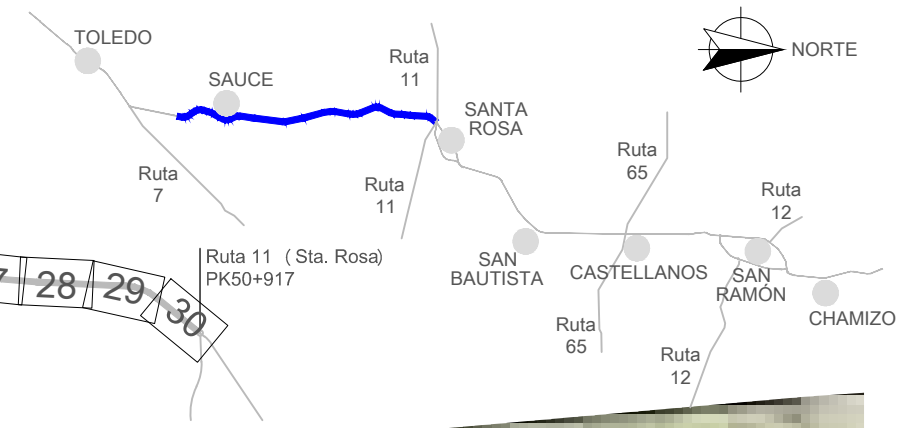 TOLEDO
SAUCE
Ruta
11
SANTA
ROSA
NORTE
Ruta
7
Ruta
11
Ruta
65
Ruta
12
SAN
BAUTISTA
CASTELLANOS
SAN
RAMÓN
CHAMIZO
Ruta
65
Ruta
12
Ruta 11 (Sta. Rosa)
PK50+917
28
29
30